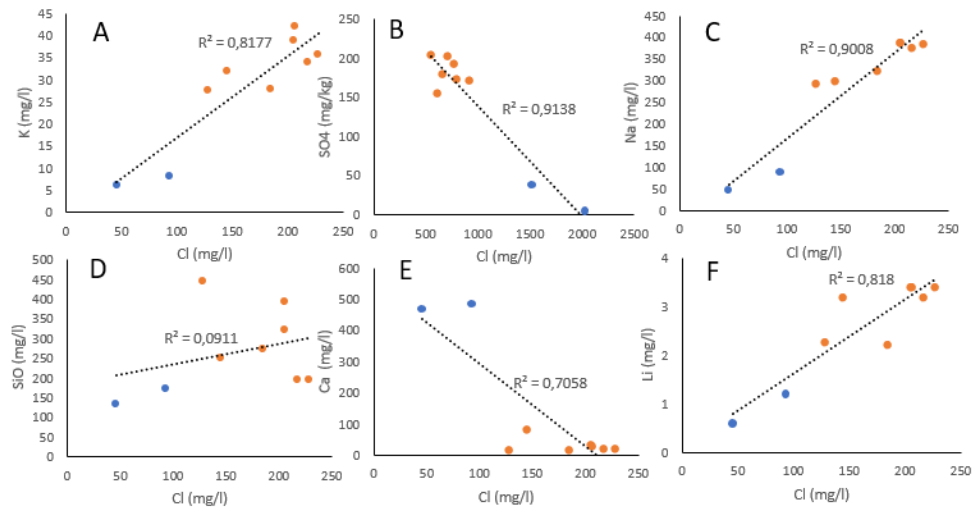 A
K (mg/l)
45
40
35
30
25
20
15
10
5
0
R² = 0,8177
0 50 100 150 200 250
Cl (mg/l)
B
SO4 (mg/kg)
250
200
150
100
50
0
R² = 0,9138
0 500 1000 1500 2000 2500
Cl (mg/l)
C
Na (mg/l)
450
400
350
300
250
200
150
100
50
0
R² = 0,9008
0 50 100 150 200 250
Cl (mg/l)
D
SiO (mg/l)
500
450
400
350
300
250
200
150
100
50
0
R² = 0,0911
0 50 100 150 200 250
Cl (mg/l)
E
Ca (mg/l)
600
500
400
300
200
100
0
R² = 0,7058
0 50 100 150 200 250
Cl (mg/l)
F
Li (mg/l)
4
3
2
1
0
R² = 0,818
0 50 100 150 200 250
Cl (mg/l)